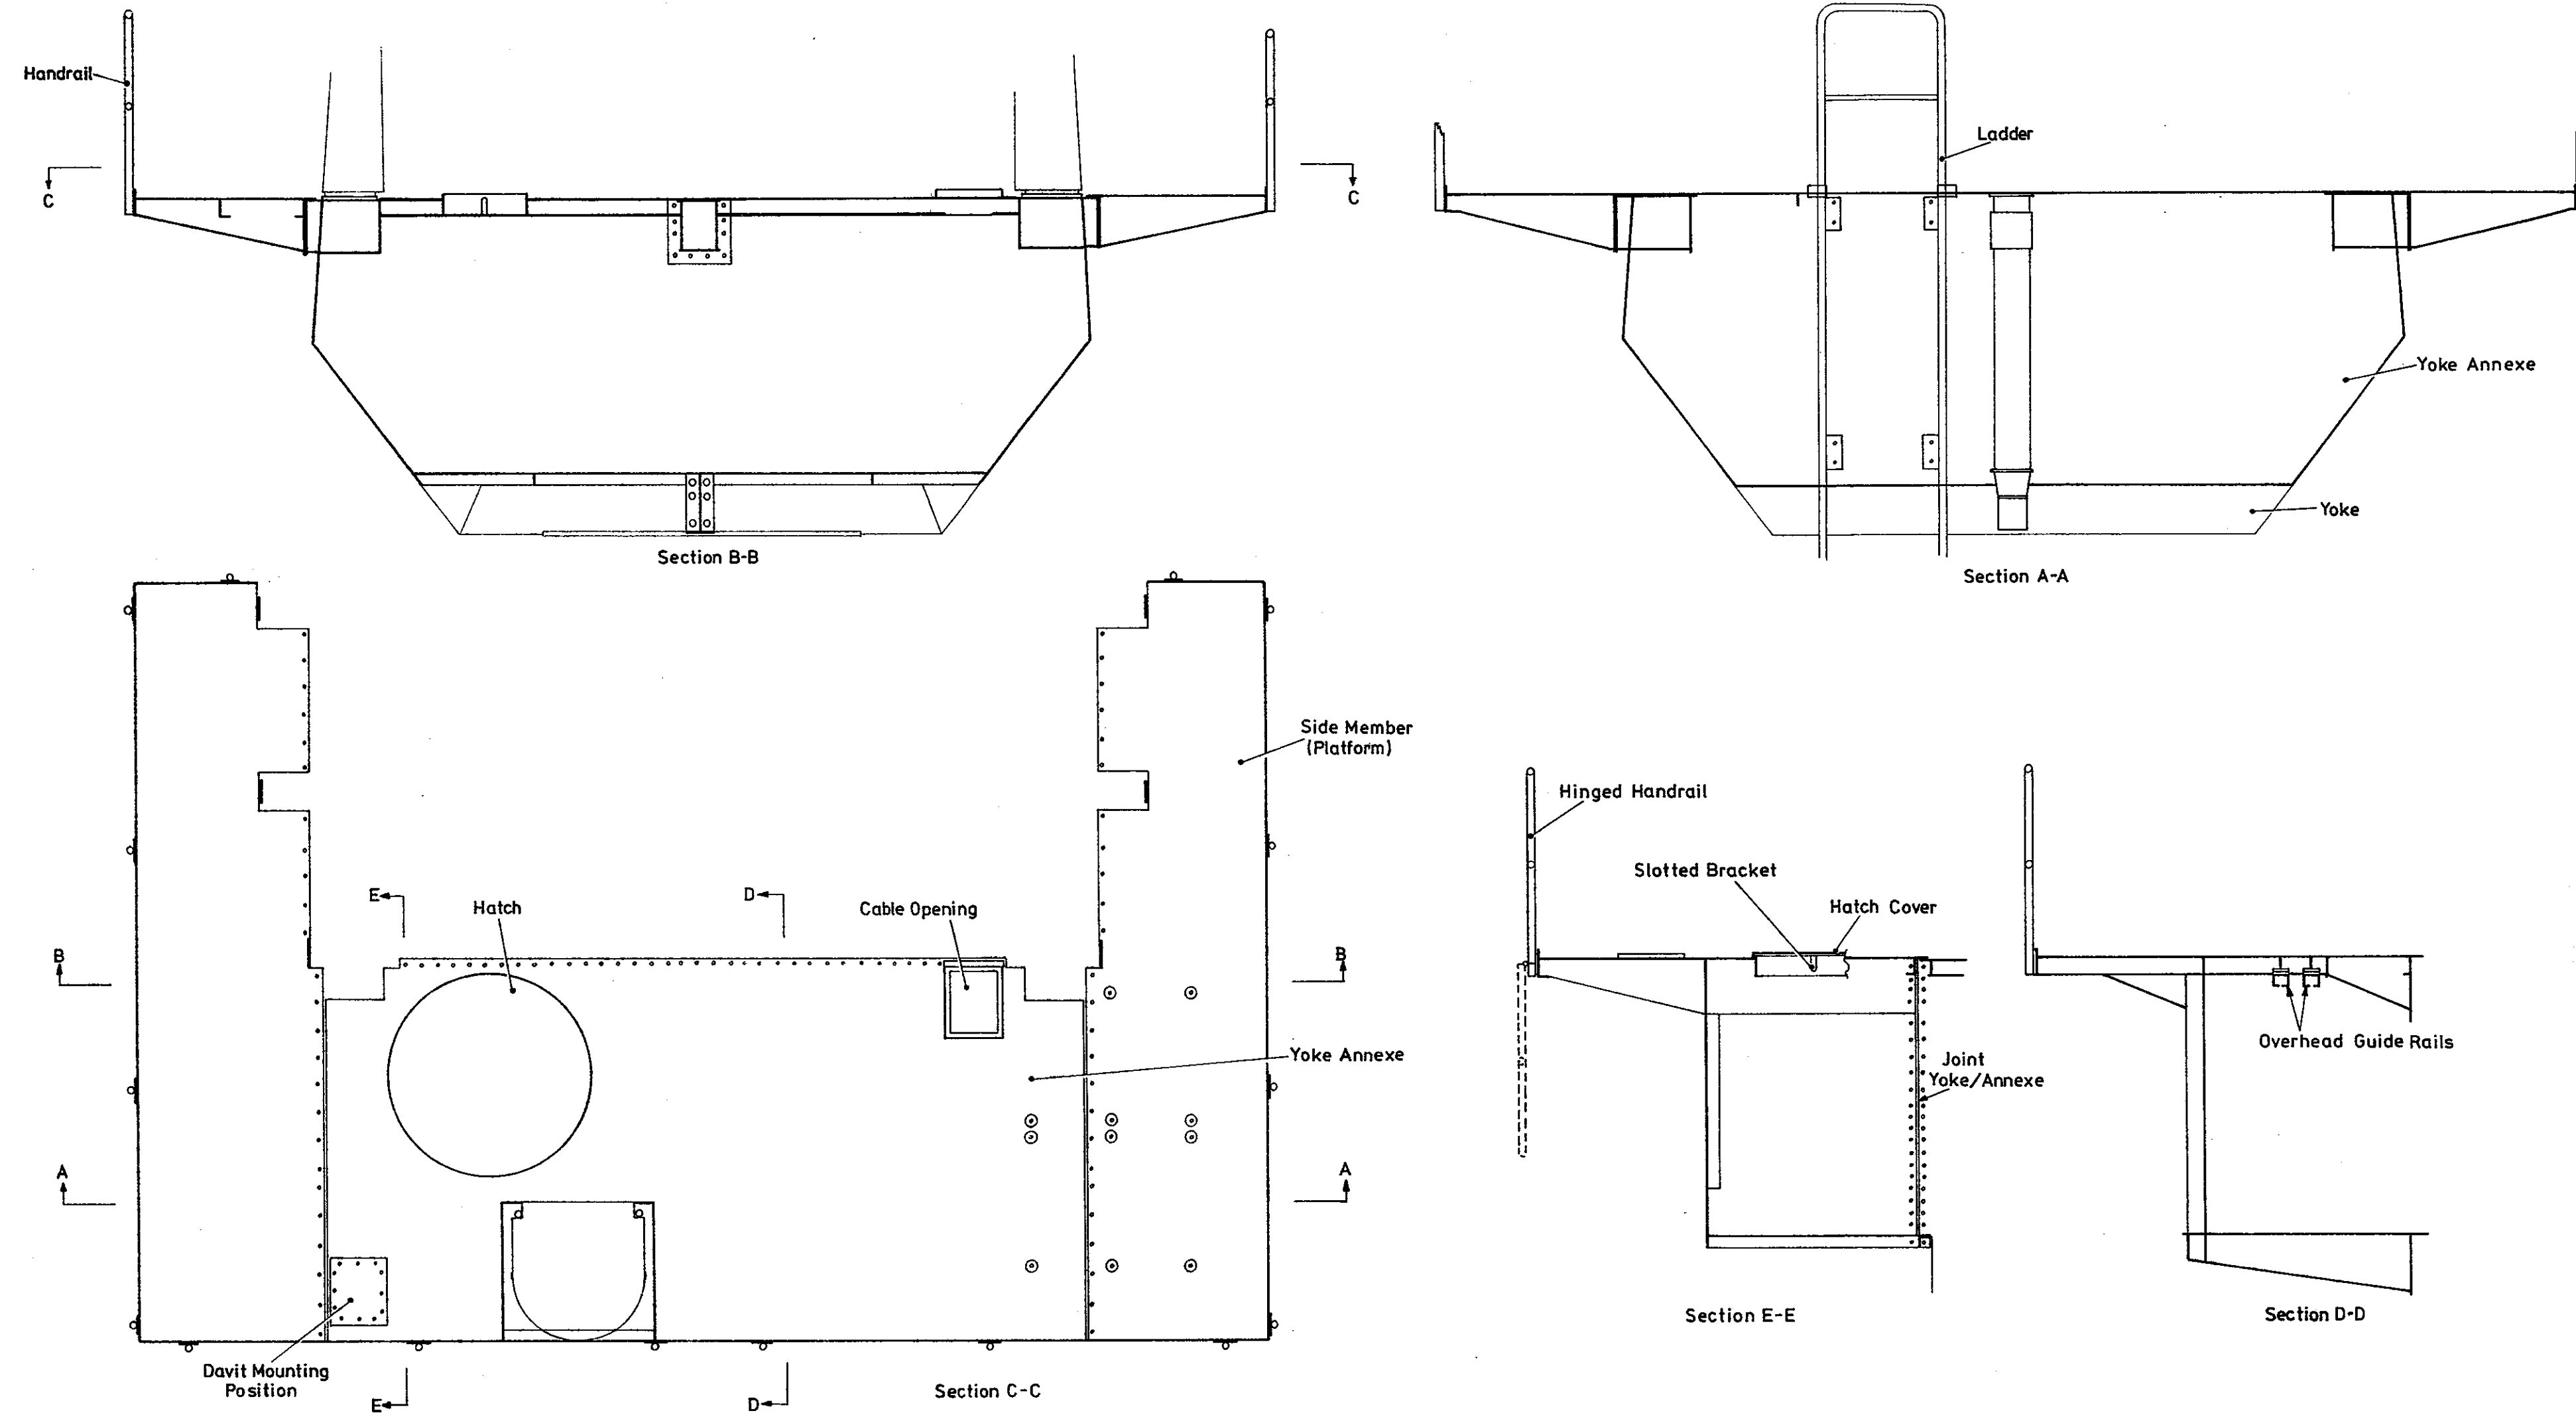 Handrail
C
C
Section B-B
Ladder
Yoke Annexe
Yoke
Section A-A
Side Member
(Platform)
E
Hatch
D
Cable Opening
B
B
Yoke Annexe
A
A
Davit Mounting
Position
E
D
Section C-C
Hinged Handrail
Slotted Bracket
Hatch Cover
Joint
Yoke/Annexe
Section E-E
Overhead Guide Rails
Section D-D